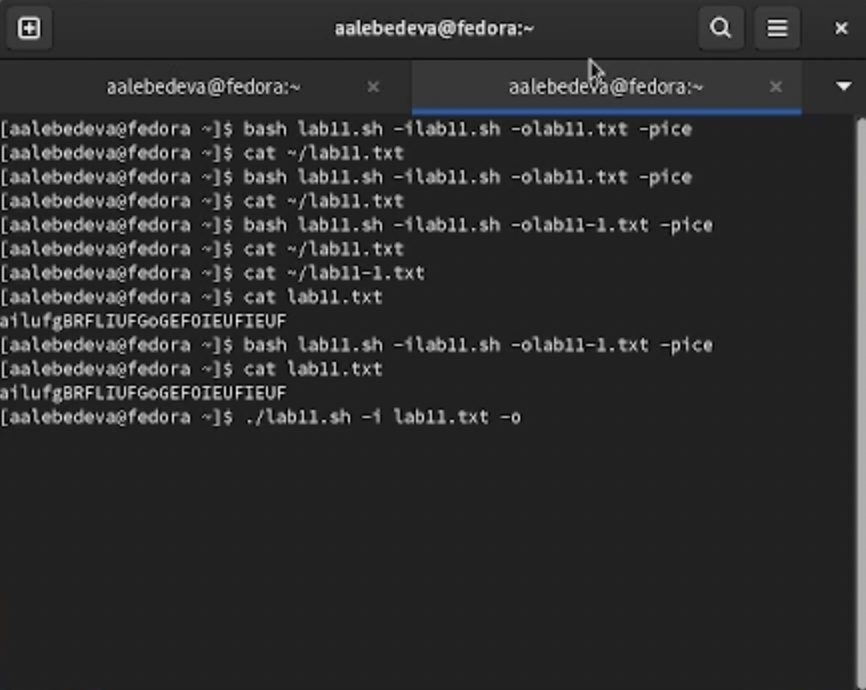 aalebedeva@fedora:~
aalebedeva@fedora:~ aalebedeva@fedora:~
[aalebedeva@fedora ~]$ bash lab11.sh -ilab11.sh -olab11.txt -pice
[aalebedeva@fedora ~]$ cat ~/lab11.txt
[aalebedeva@fedora ~]$ bash lab11.sh -ilab11.sh -olab11.txt -pice
[aalebedeva@fedora ~]$ cat ~/lab11.txt
[aalebedeva@fedora ~]$ bash lab11.sh -ilab11.sh -olab11-1.txt -pice
[aalebedeva@fedora ~]$ cat ~/lab11.txt
[aalebedeva@fedora ~]$ cat ~/lab11-1.txt
[aalebedeva@fedora ~]$ cat lab11.txt
ailufgBRFLIUFGoGEFOIEUFIEUF
[aalebedeva@fedora ~]$ bash lab11.sh -ilab11.sh -olab11-1.txt -pice
[aalebedeva@fedora ~]$ cat lab11.txt
ailufgBRFLIUFGoGEFOIEUFIEUF
[aalebedeva@fedora ~]$ ./lab11.sh -i lab11.txt -o